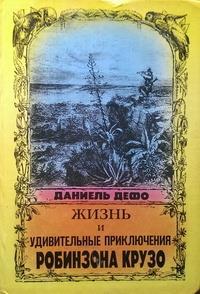 ДАНИЕЛЬ ДЕФО
ЖИЗНЬ
И
УДИВИТЕЛЬНЫЕ ПРИКЛЮЧЕНИЯ
РОБИНЗОНА КРУЗО